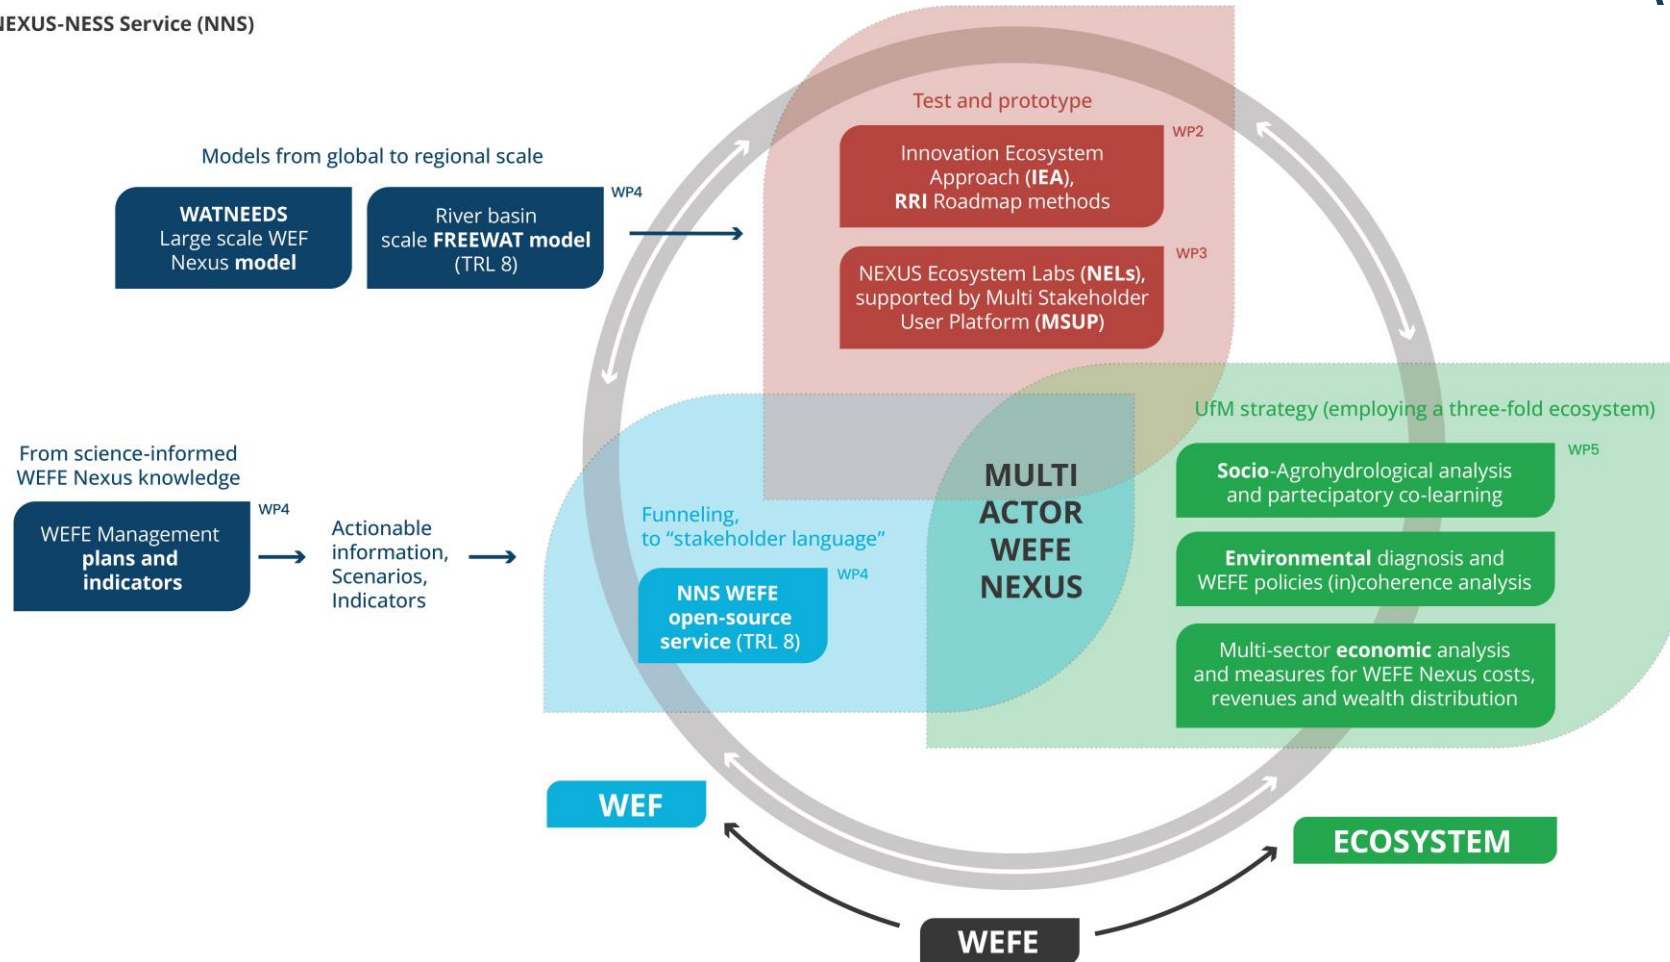 NEXUS-NESS Service (NNS)
Models from global to regional scale
WP4
WATNEEDS
Large scale WEF
Nexus model
River basin
scale FREEWAT model
(TRL 8)
Test and prototype
WP2
Innovation Ecosystem
Approach (IEA),
RRI Roadmap methods
WP3
NEXUS Ecosystem Labs (NELs),
supported by Multi Stakeholder
User Platform (MSUP)
From science-informed
WEFE Nexus knowledge
WP4
WEFE Management
plans and
indicators
Actionable
information,
Scenarios,
Indicators
Funneling,
to “stakeholder language”
WP4
NNS WEFE
open-source
service (TRL 8)
MULTI
ACTOR
WEFE
NEXUS
UfM strategy (employing a three-fold ecosystem)
WP5
Socio-Agrohydrological analysis
and partecipatory co-learning
Environmental diagnosis and
WEFE policies (in)coherence analysis
Multi-sector economic analysis
and measures for WEFE Nexus costs,
revenues and wealth distribution
WEF
ECOSYSTEM
WEFE